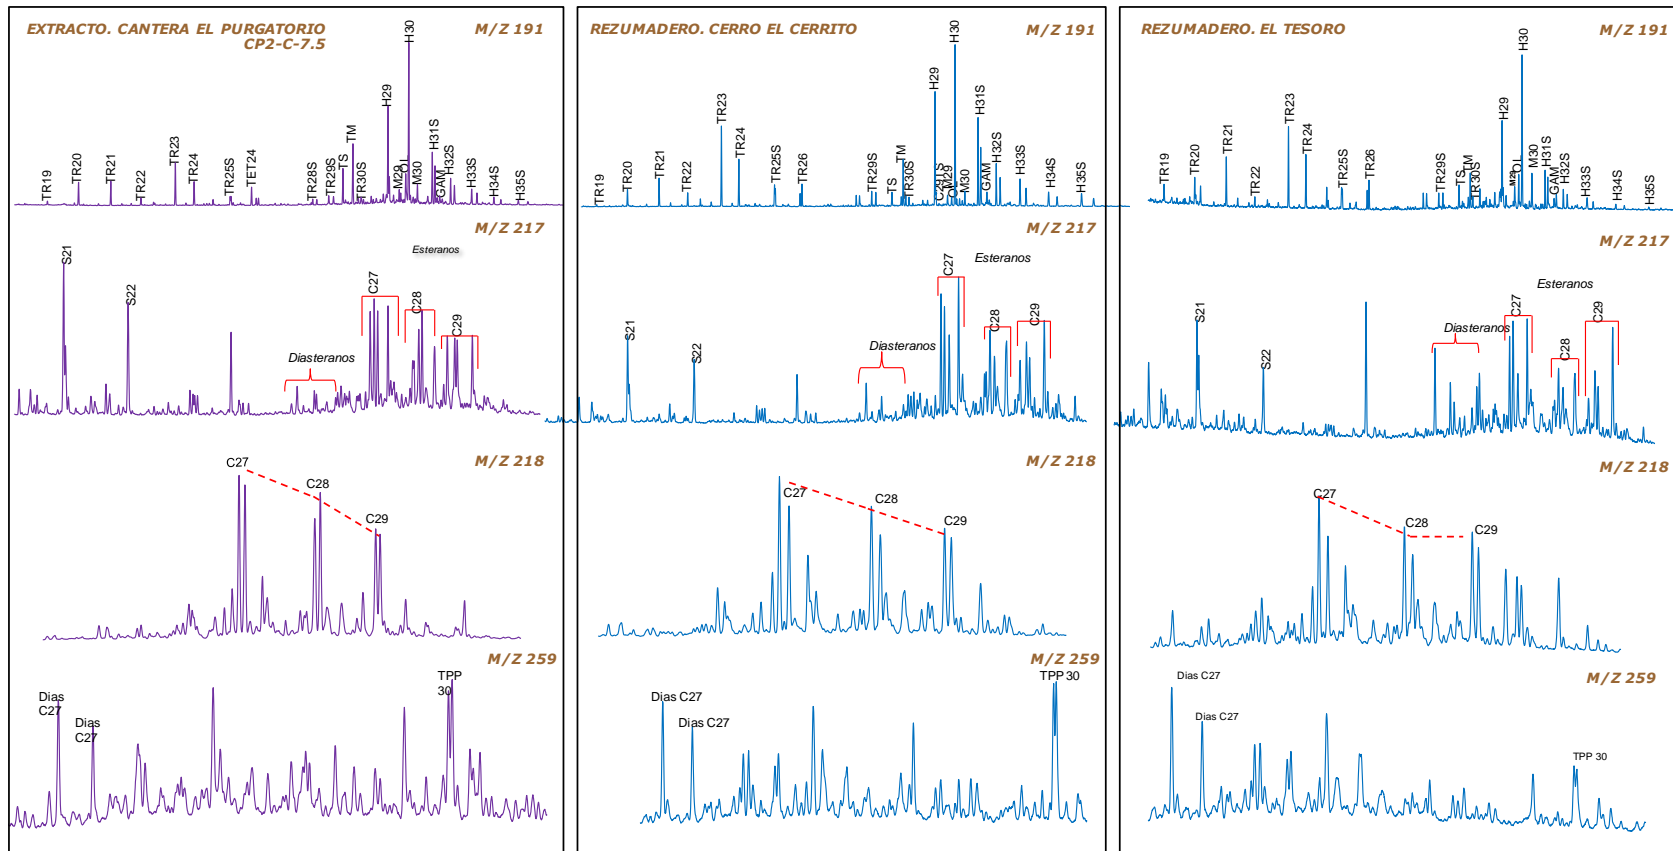 EXTRACTO. CANTERA EL PURGATORIO
CP2-C-7.5
M/Z 191
TR19
TR20
TR21
TR22
TR23
TR24
TR25S
TET24
TR28S
TR29S
TS
TM
TR30S
H29
M29
OL
H30
M30
H31S
GAM
H32S
H33S
H34S
H35S
M/Z 217
S21
S22
Diasteranos
Esteranos
C27
C28
C29
M/Z 218
C27
C28
C29
M/Z 259
Dias
C27
Dias
C27
TPP
30
REZUMADERO. CERRO EL CERRITO
M/Z 191
TR19
TR20
TR21
TR22
TR23
TR24
TR25S
TR26
TR29S
TS
TM
TR30S
H29
C29TS
M29
H30
M30
H31S
GAM
H32S
H33S
H34S
H35S
M/Z 217
S21
S22
Diasteranos
Esteranos
C27
C28
C29
M/Z 218
C27
C28
C29
M/Z 259
Dias C27
Dias C27
TPP 30
REZUMADERO. EL TESORO
M/Z 191
TR19
TR20
TR21
TR22
TR23
TR24
TR25S
TR26
TR29S
TS
TM
TR30S
H29
M29
OL
H30
M30
H31S
GAM
H32S
H33S
H34S
H35S
M/Z 217
S21
S22
Diasteranos
Esteranos
C27
C28
C29
M/Z 218
C27
C28
C29
M/Z 259
Dias C27
Dias C27
TPP 30